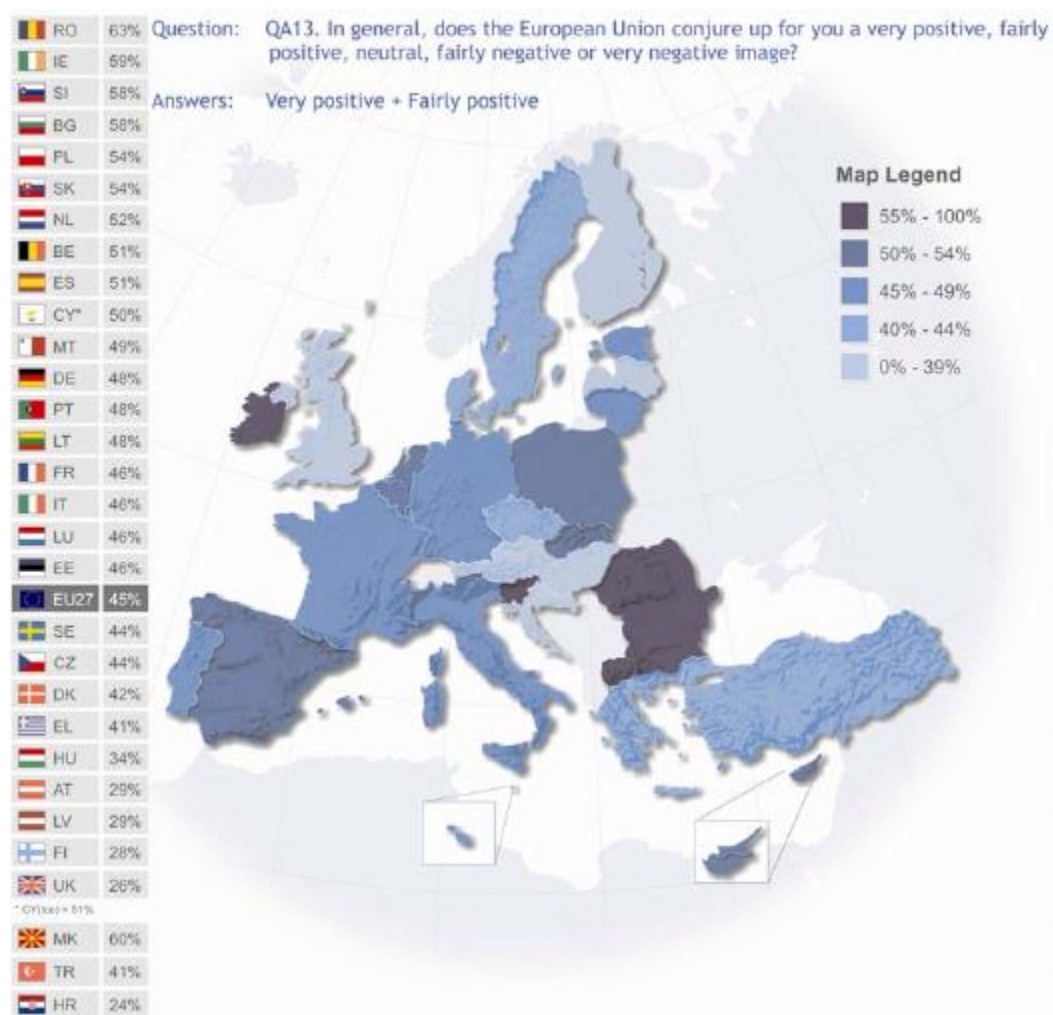 Question: QA13. In general, does the European Union conjure up for you a very positive, fairly
positive, neutral, fairly negative or very negative image?
Answers: Very positive + Fairly positive
RO 63%
IE 59%
SI 58%
BG 58%
PL 54%
SK 54%
NL 52%
BE 51%
ES 51%
CY* 50%
MT 49%
DE 48%
PT 48%
LT 48%
FR 46%
IT 46%
LU 46%
EE 46%
EU27 45%
SE 44%
CZ 44%
DK 42%
EL 41%
HU 34%
AT 29%
LV 29%
FI 28%
UK 26%
= 51%
MK 60%
TR 41%
HR 24%
Map Legend
55% - 100%
50% - 54%
45% - 49%
40% - 44%
0% - 39%